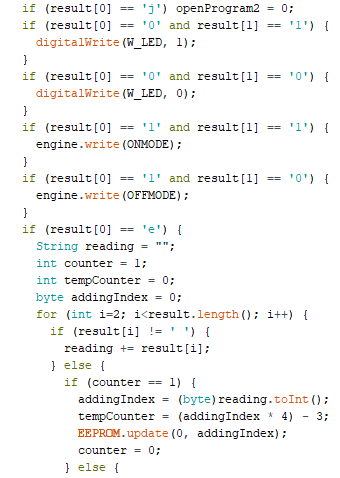 if (result[0] == 'j') openProgram2 = 0;
if (result[0] == '0' and result[1] == '1') {
digitalWrite(W_LED, 1);
}
if (result[0] == '0' and result[1] == '0') {
digitalWrite(W_LED, 0);
}
if (result[0] == '1' and result[1] == '1') {
engine.write(ONMODE);
}
if (result[0] == '1' and result[1] == '0') {
engine.write(OFFMODE);
}
if (result[0] == 'e') {
String reading = "";
int counter = 1;
int tempCounter = 0;
byte addingIndex = 0;
for (int i=2; i<result.length(); i++) {
if (result[i] != ' ') {
reading += result[i];
} else {
if (counter == 1) {
addingIndex = (byte)reading.toInt();
tempCounter = (addingIndex * 4) - 3;
EEPROM.update(0, addingIndex);
counter = 0;
} else {